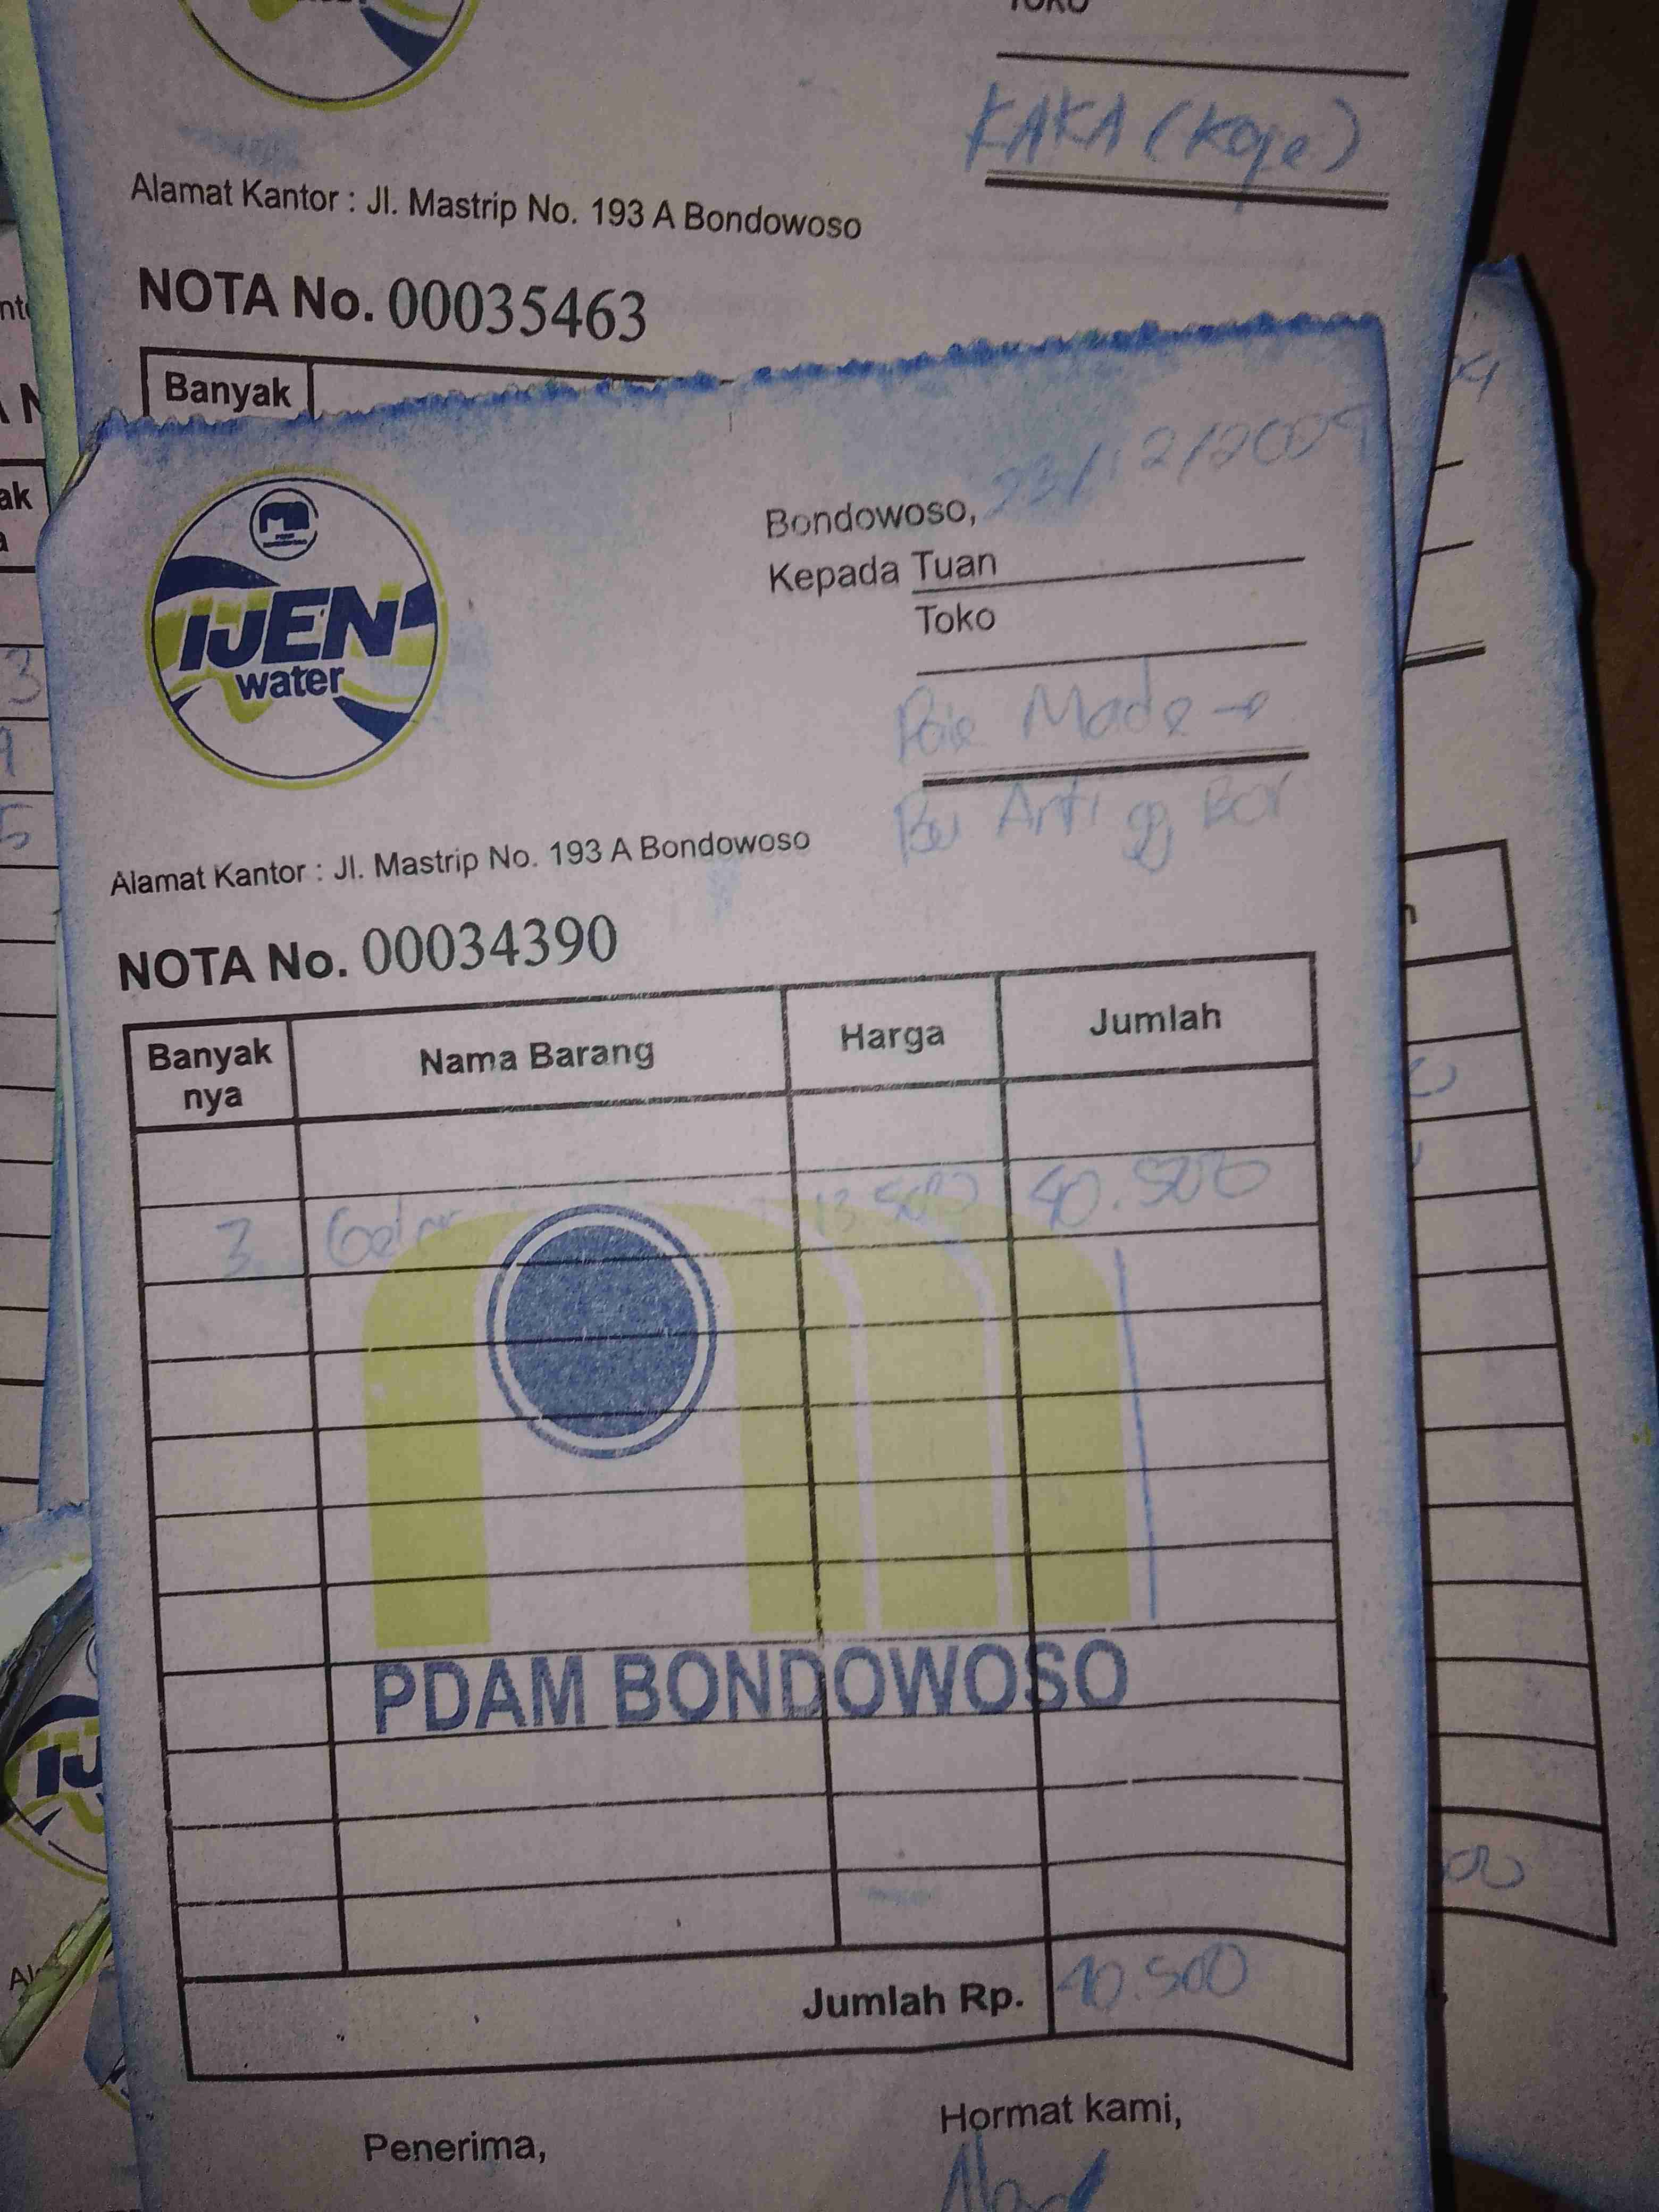 TOKO
KAKA (Koje)
Alamat Kantor : Jl. Mastrip No. 193 A Bondowoso
NOTA No. 00035463
Banyak
IJEN
water
Bondowoso, 23/12/2009
Kepada Tuan
Toko
Made
Bu Arti gg Bor
Alamat Kantor : Jl. Mastrip No. 193 A Bondowoso
NOTA No. 00034390
Banyak nya Nama Barang Harga Jumlah
3 13 500 40.500
PDAM BONDOWOSO
Jumlah Rp. 40.500
Penerima, Hormat kami,